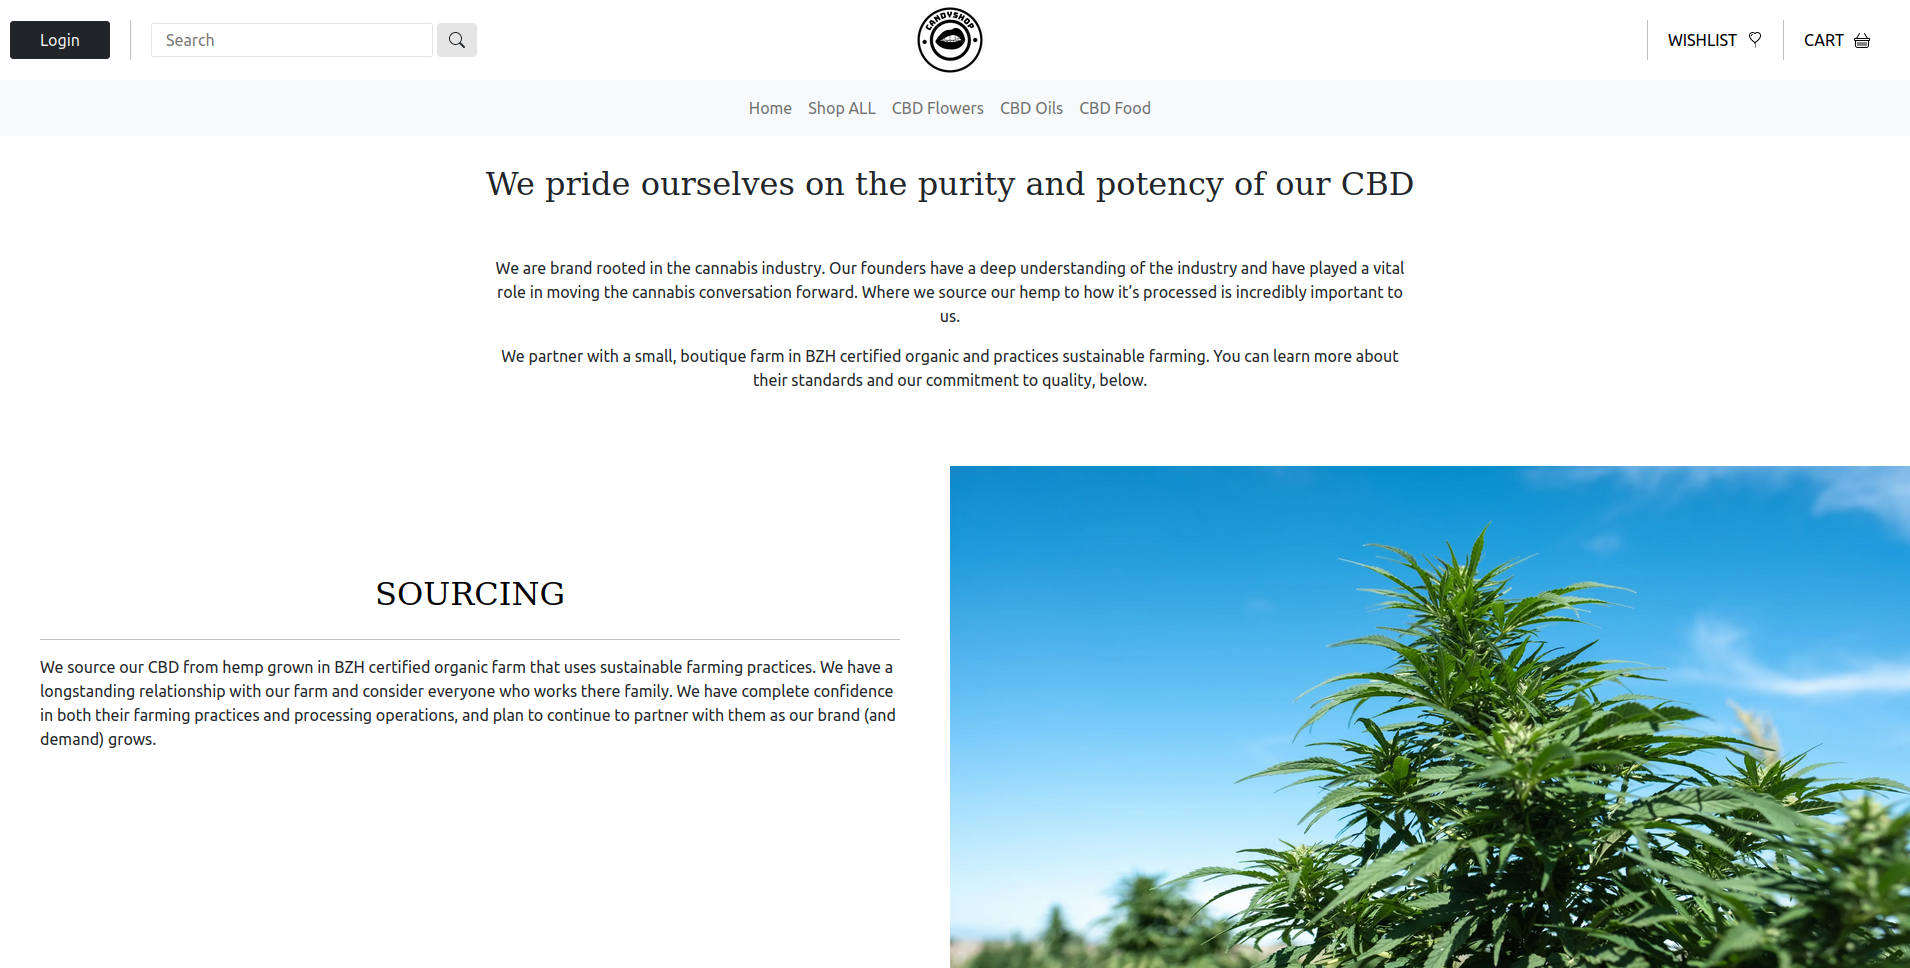 Login
Search
CANDYSHOP
WISHLIST
CART
Home Shop ALL CBD Flowers CBD Oils CBD Food
We pride ourselves on the purity and potency of our CBD
We are brand rooted in the cannabis industry. Our founders have a deep understanding of the industry and have played a vital
role in moving the cannabis conversation forward. Where we source our hemp to how it’s processed is incredibly important to
us.
We partner with a small, boutique farm in BZH certified organic and practices sustainable farming. You can learn more about
their standards and our commitment to quality, below.
SOURCING
We source our CBD from hemp grown in BZH certified organic farm that uses sustainable farming practices. We have a
longstanding relationship with our farm and consider everyone who works there family. We have complete confidence
in both their farming practices and processing operations, and plan to continue to partner with them as our brand (and
demand) grows.